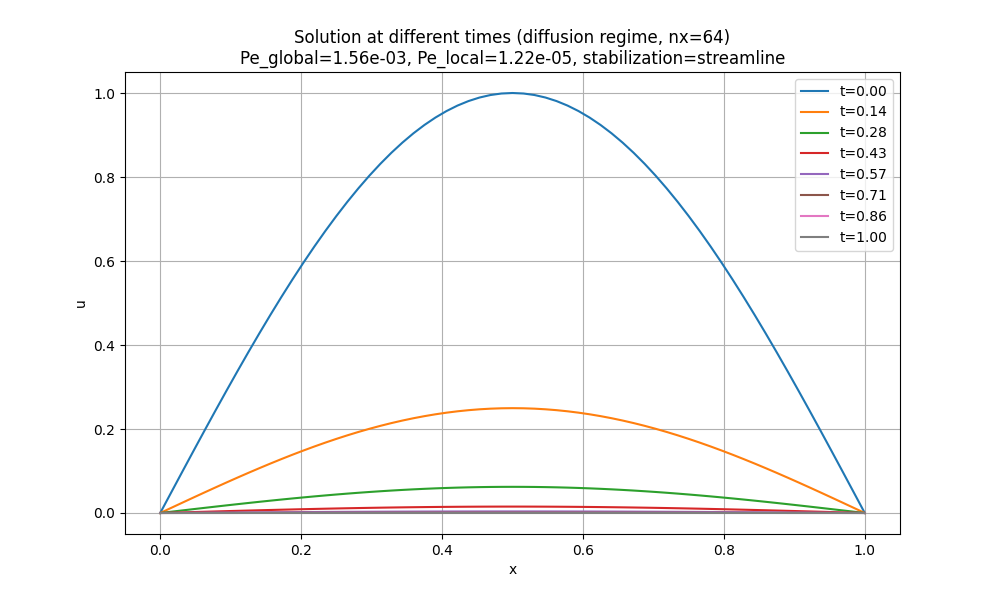 Solution at different times (diffusion regime, nx=64)
Pe_global=1.56e-03, Pe_local=1.22e-05, stabilization=streamline
t=0.00
t=0.14
t=0.28
t=0.43
t=0.57
t=0.71
t=0.86
t=1.00
1.0
0.8
0.6
0.4
0.2
0.0
u
0.0 0.2 0.4 0.6 0.8 1.0
x